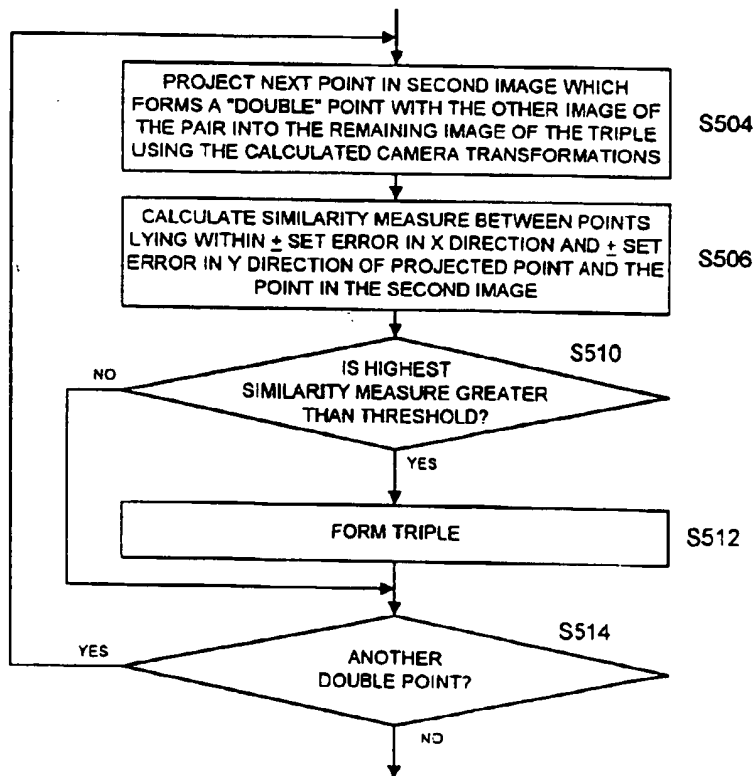 PROJECT NEXT POINT IN SECOND IMAGE WHICH
FORMS A "DOUBLE" POINT WITH THE OTHER IMAGE OF
THE PAIR INTO THE REMAINING IMAGE OF THE TRIPLE
USING THE CALCULATED CAMERA TRANSFORMATIONS
S504
CALCULATE SIMILARITY MEASURE BETWEEN POINTS
LYING WITHIN ± SET ERROR IN X DIRECTION AND ± SET
ERROR IN Y DIRECTION OF PROJECTED POINT AND THE
POINT IN THE SECOND IMAGE
S506
S510
NO
IS HIGHEST
SIMILARITY MEASURE GREATER
THAN THRESHOLD?
YES
FORM TRIPLE
S512
S514
YES
ANOTHER
DOUBLE POINT?
NO